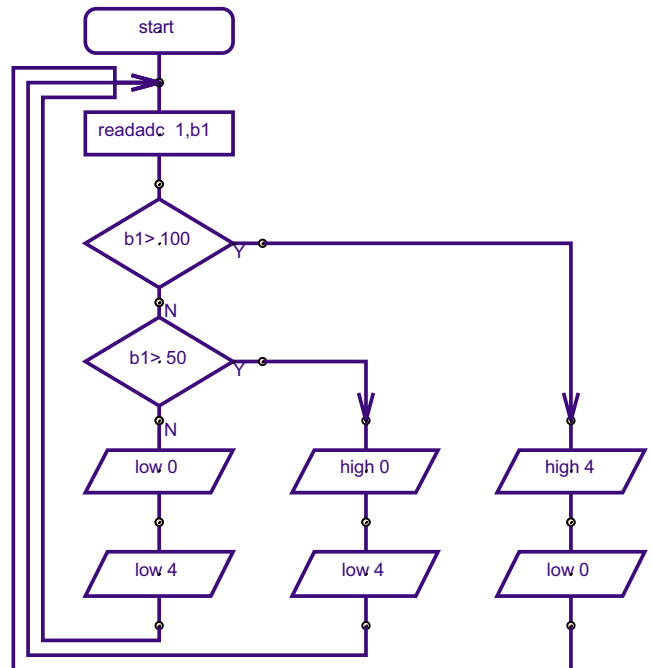 start
readadc 1,b1
b1> 100
Y
N
b1> 50
Y
N
low 0
high 0
high 4
low 4
low 4
low 0